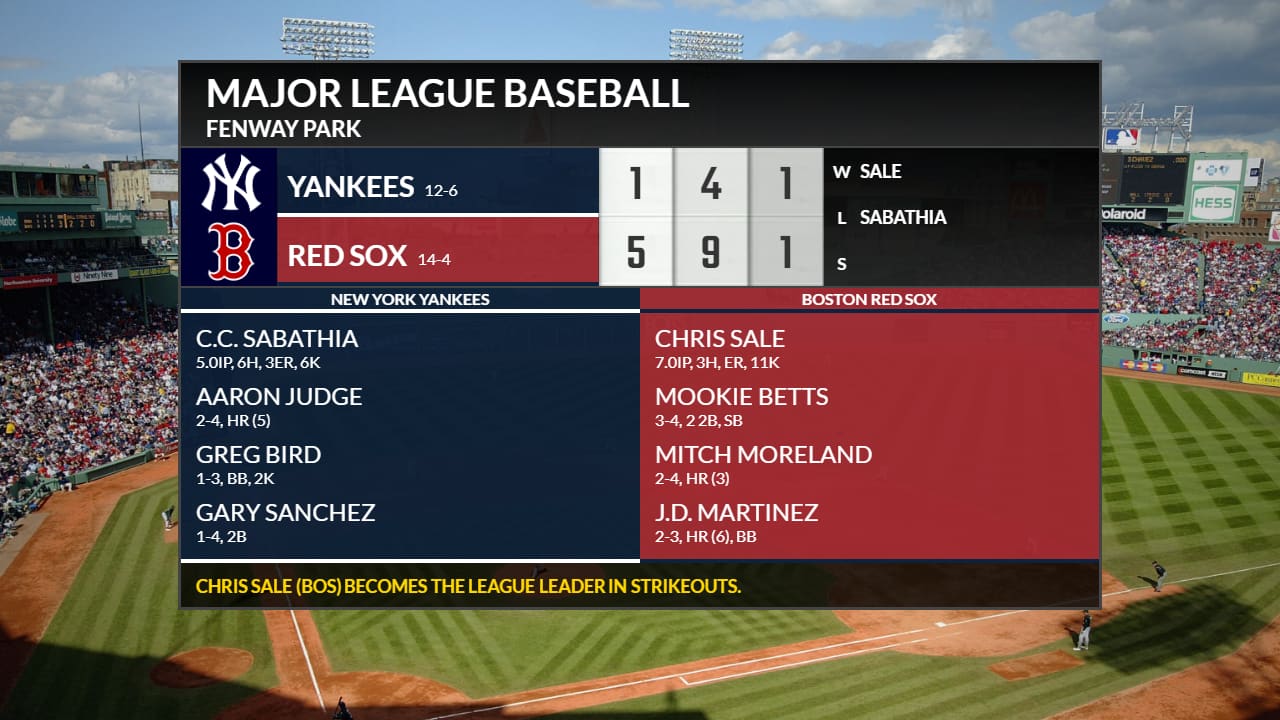 MAJOR LEAGUE BASEBALL
FENWAY PARK
NY
YANKEES 12-6 1 4 1
B
RED SOX 14-4 5 9 1
W SALE
L SABATHIA
S
NEW YORK YANKEES
C.C. SABATHIA
5.0IP, 6H, 3ER, 6K
AARON JUDGE
2-4, HR (5)
GREG BIRD
1-3, BB, 2K
GARY SANCHEZ
1-4, 2B
BOSTON RED SOX
CHRIS SALE
7.0IP, 3H, ER, 11K
MOOKIE BETTS
3-4, 2 2B, SB
MITCH MORELAND
2-4, HR (3)
J.D. MARTINEZ
2-3, HR (6), BB
CHRIS SALE (BOS) BECOMES THE LEAGUE LEADER IN STRIKEOUTS.
HESS
Ninety Nine